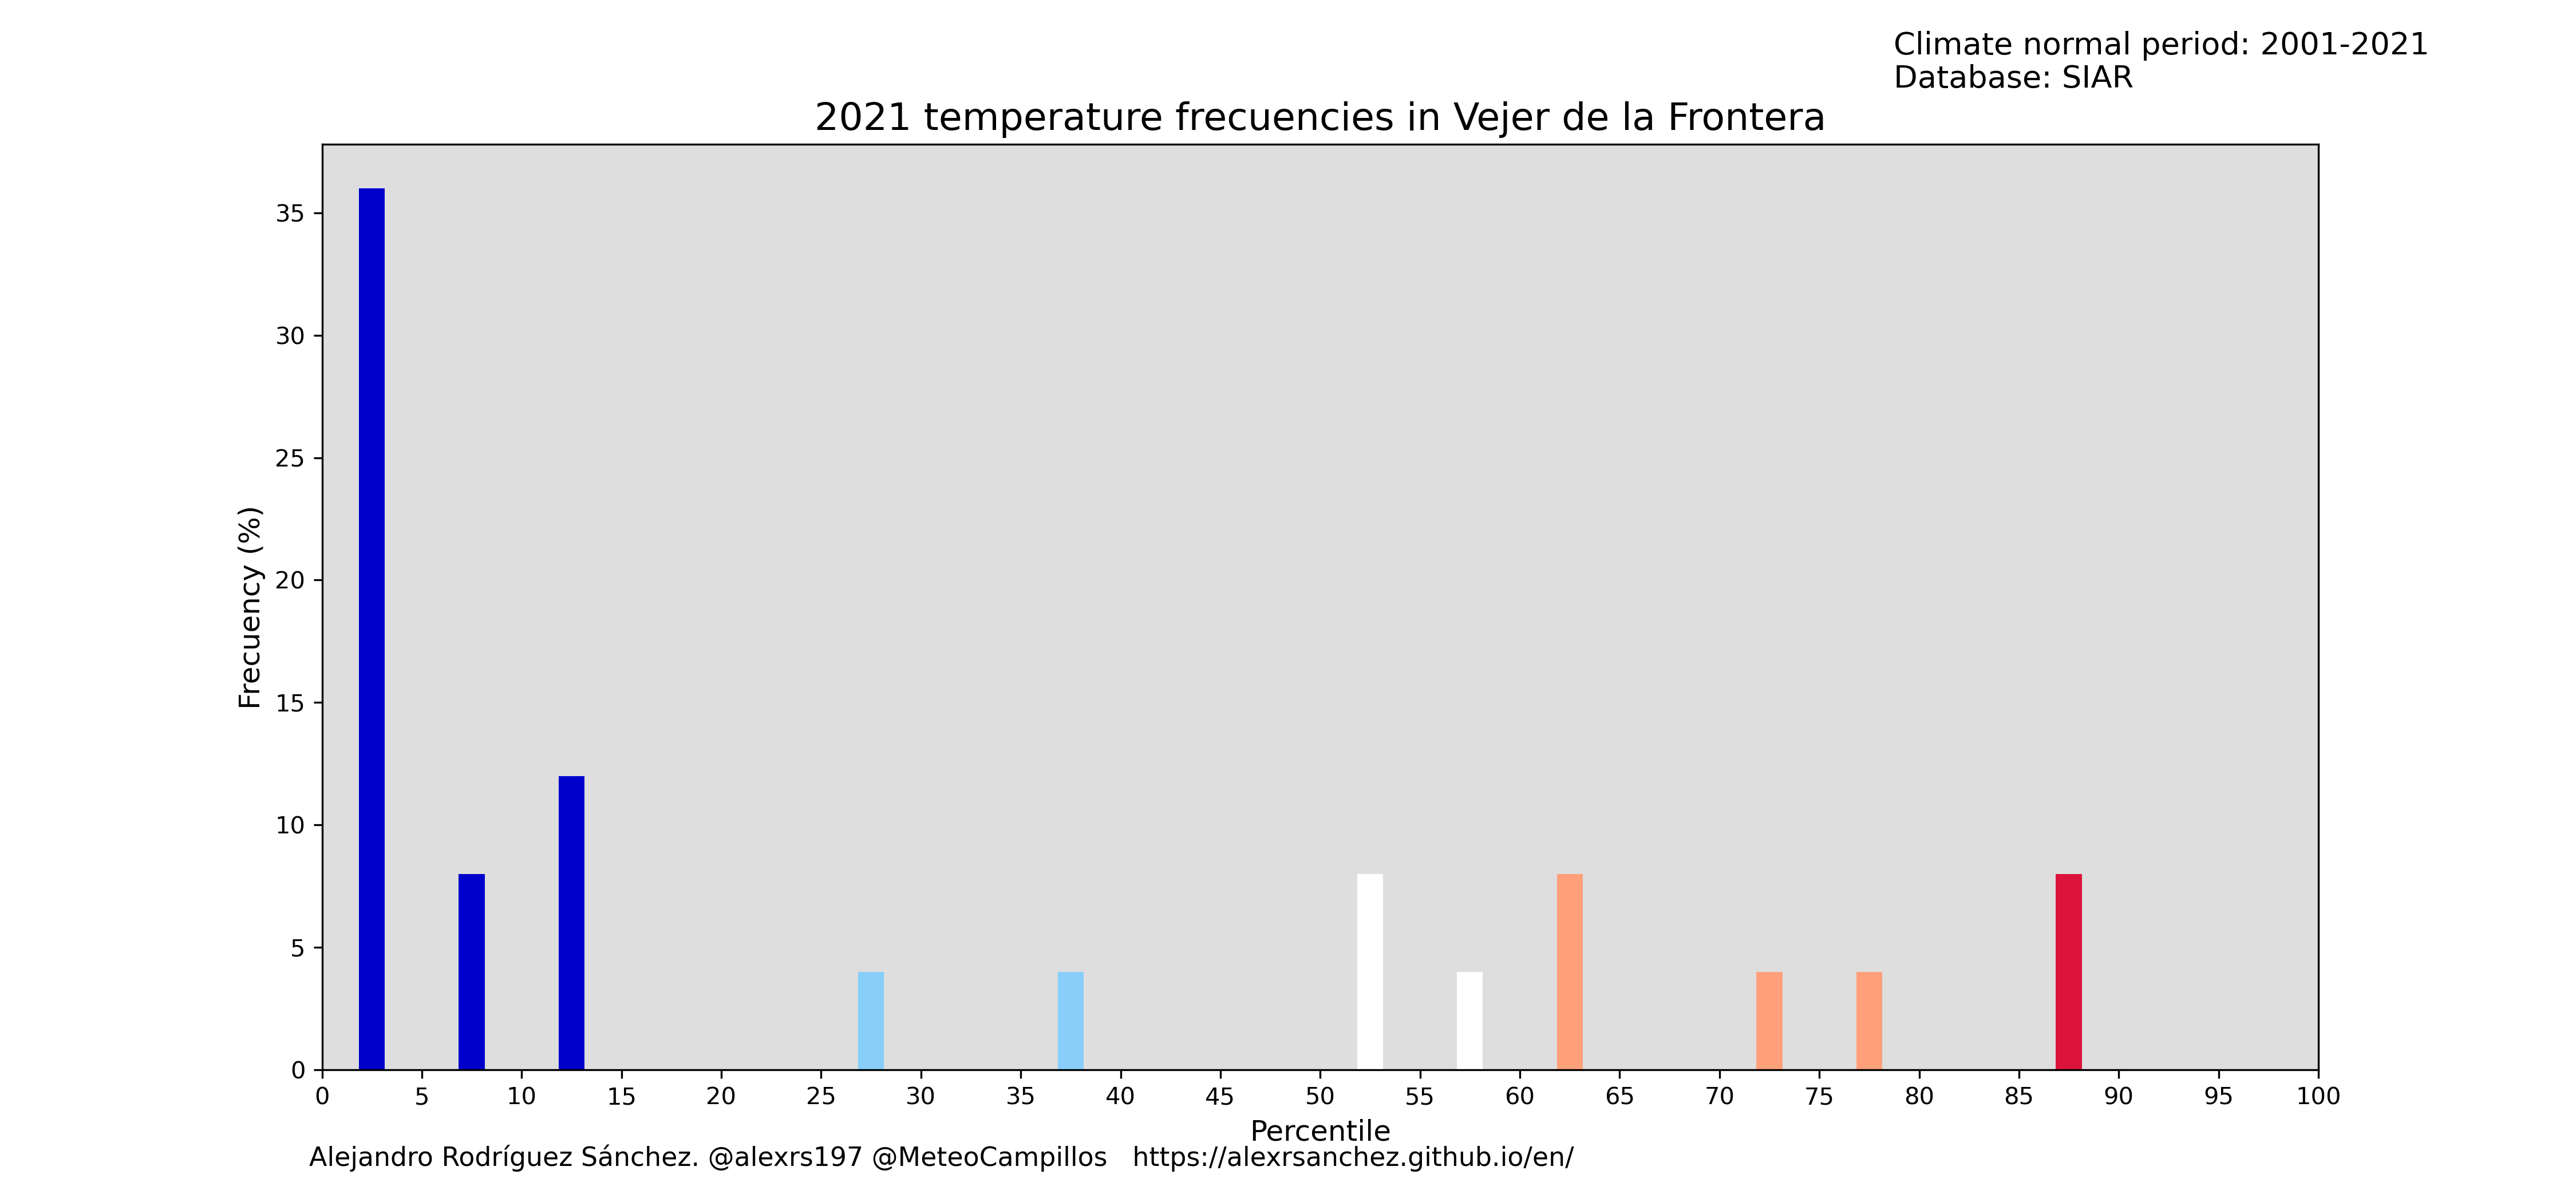 Climate normal period: 2001-2021
Database: SIAR
2021 temperature frecuencies in Vejer de la Frontera
Frecuency (%)
35
30
25
20
15
10
5
0
0 5 10 15 20 25 30 35 40 45 50 55 60 65 70 75 80 85 90 95 100
Percentile
Alejandro Rodríguez Sánchez. @alexrs197 @MeteoCampillos https://alexrsanchez.github.io/en/